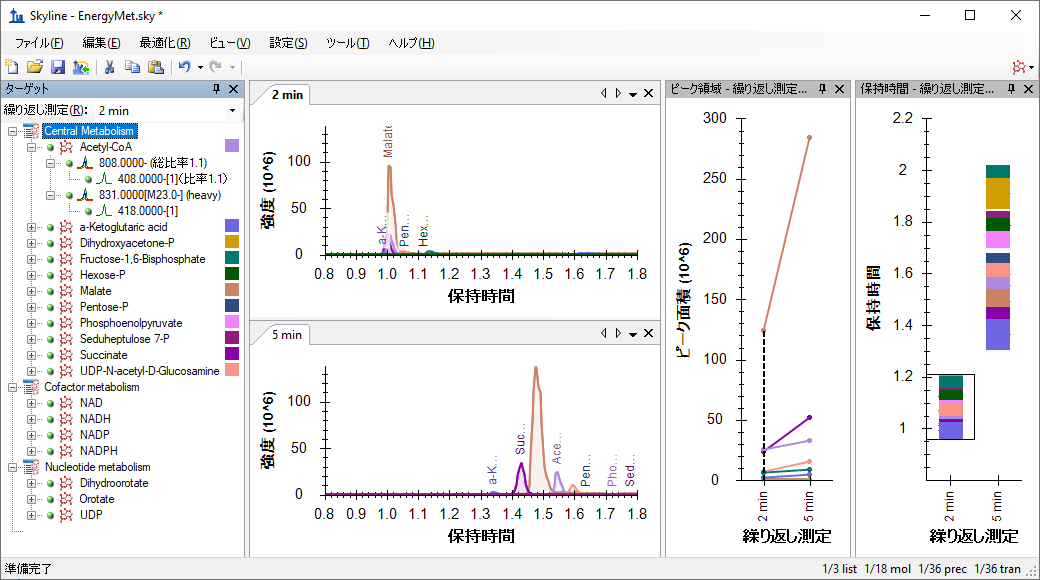 Skyline - EnergyMet.sky *
ファイル(F) 編集(E) 最適化(R) ビュー(V) 設定(S) ツール(T) ヘルプ(H)
ターゲット
繰り返し測定(R): 2 min
Central Metabolism
Acetyl-CoA
808.0000- (総比率1.1)
408.0000-[1](比率1.1)
831.0000[M23.0-] (heavy)
418.0000-[1]
a-Ketoglutaric acid
Dihydroxyacetone-P
Fructose-1,6-Bisphosphate
Hexose-P
Malate
Pentose-P
Phosphoenolpyruvate
Seduheptulose 7-P
Succinate
UDP-N-acetyl-D-Glucosamine
Cofactor metabolism
NAD
NADH
NADP
NADPH
Nucleotide metabolism
Dihydroorotate
Orotate
UDP
2 min
強度 (10^6)
100
50
0
Malate
a-K...
Pen...
Hex...
0.8 0.9 1.0 1.1 1.2 1.3 1.4 1.5 1.6 1.7 1.8
保持時間
5 min
強度 (10^6)
100
50
0
a-K...
Suc...
Ace...
Pen...
Pho...
Sed...
0.8 0.9 1.0 1.1 1.2 1.3 1.4 1.5 1.6 1.7 1.8
保持時間
ピーク領域 - 繰り返し測定...
ピーク面積 (10^6)
300
250
200
150
100
50
0
2 min
5 min
繰り返し測定
保持時間 - 繰り返し測定...
保持時間
2.2
2
1.8
1.6
1.4
1.2
1
2 min
5 min
繰り返し測定
準備完了
1/3 list 1/18 mol 1/36 prec 1/36 tran